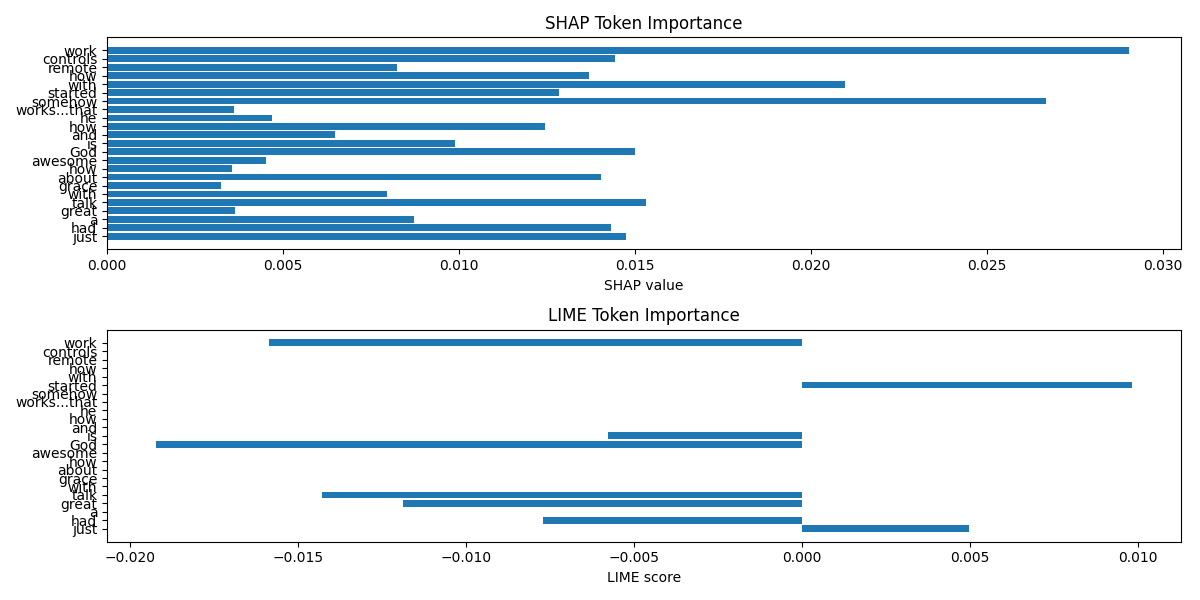 SHAP Token Importance
work
controls
remote
how
with
started
somehow
works...that
he
how
and
is
God
awesome
how
about
grace
with
talk
great
a
had
just
0.000 0.005 0.010 0.015 0.020 0.025 0.030
SHAP value
LIME Token Importance
work
controls
remote
how
with
started
somehow
works...that
he
how
and
is
God
awesome
how
about
grace
with
talk
great
a
had
just
−0.020 −0.015 −0.010 −0.005 0.000 0.005 0.010
LIME score